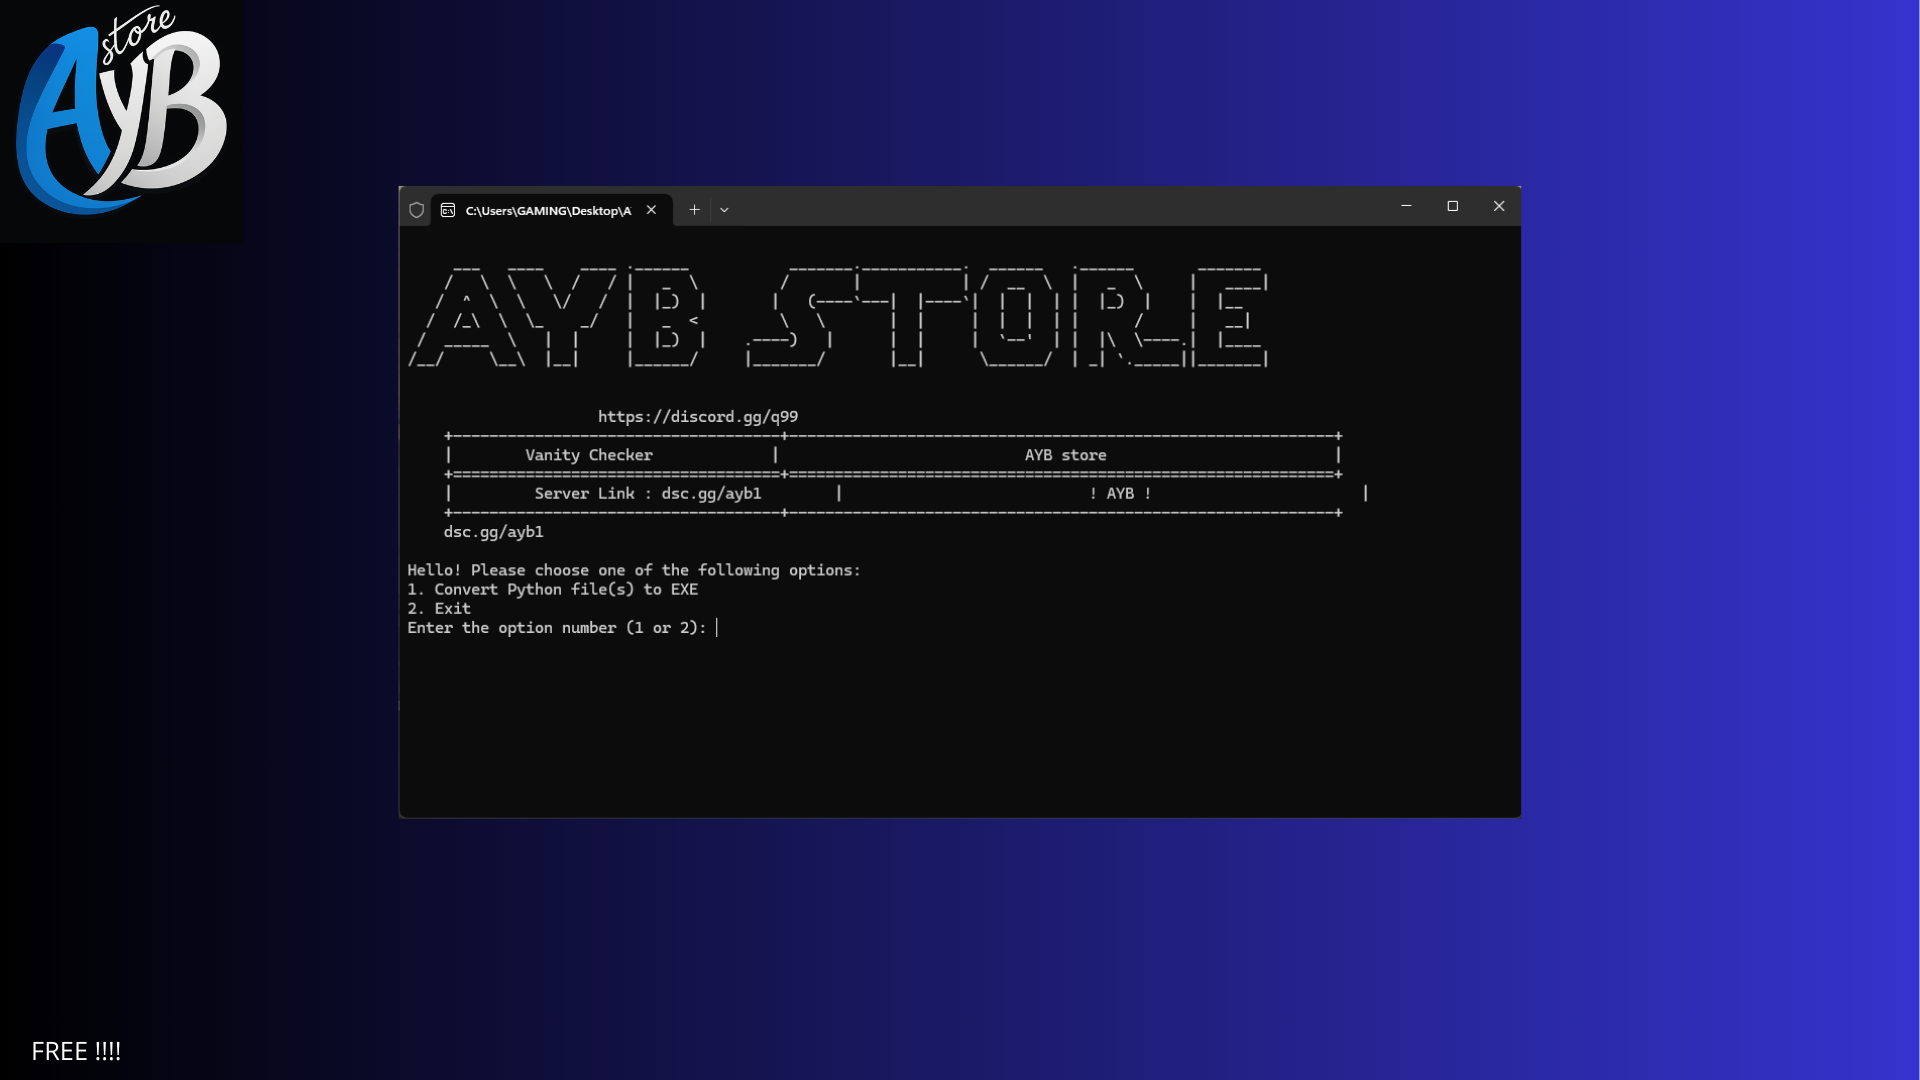 store
AYB
C:\Users\GAMING\Desktop\A
AYB STORE
https://discord.gg/q99
Vanity Checker | AYB store
Server Link : dsc.gg/ayb1 | ! AYB !
dsc.gg/ayb1
Hello! Please choose one of the following options:
1. Convert Python file(s) to EXE
2. Exit
Enter the option number (1 or 2):
FREE !!!!